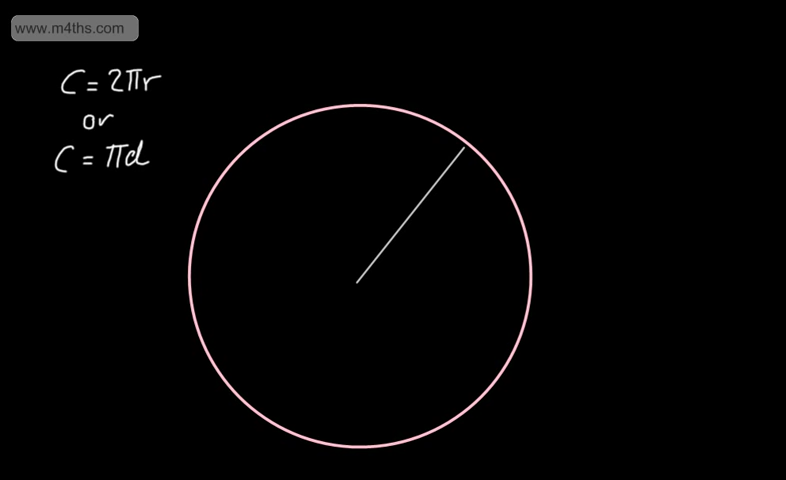 www.m4ths.com
C = 2πr
or
C = πd